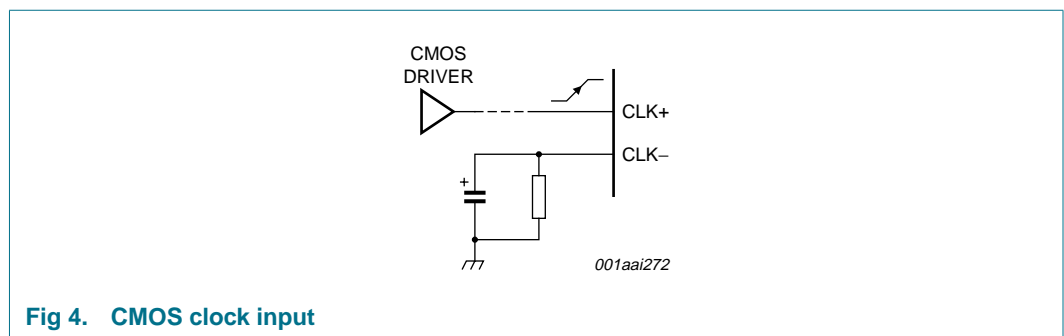 CMOS
DRIVER
CLK+
CLK−
+
001aai272
Fig 4. CMOS clock input